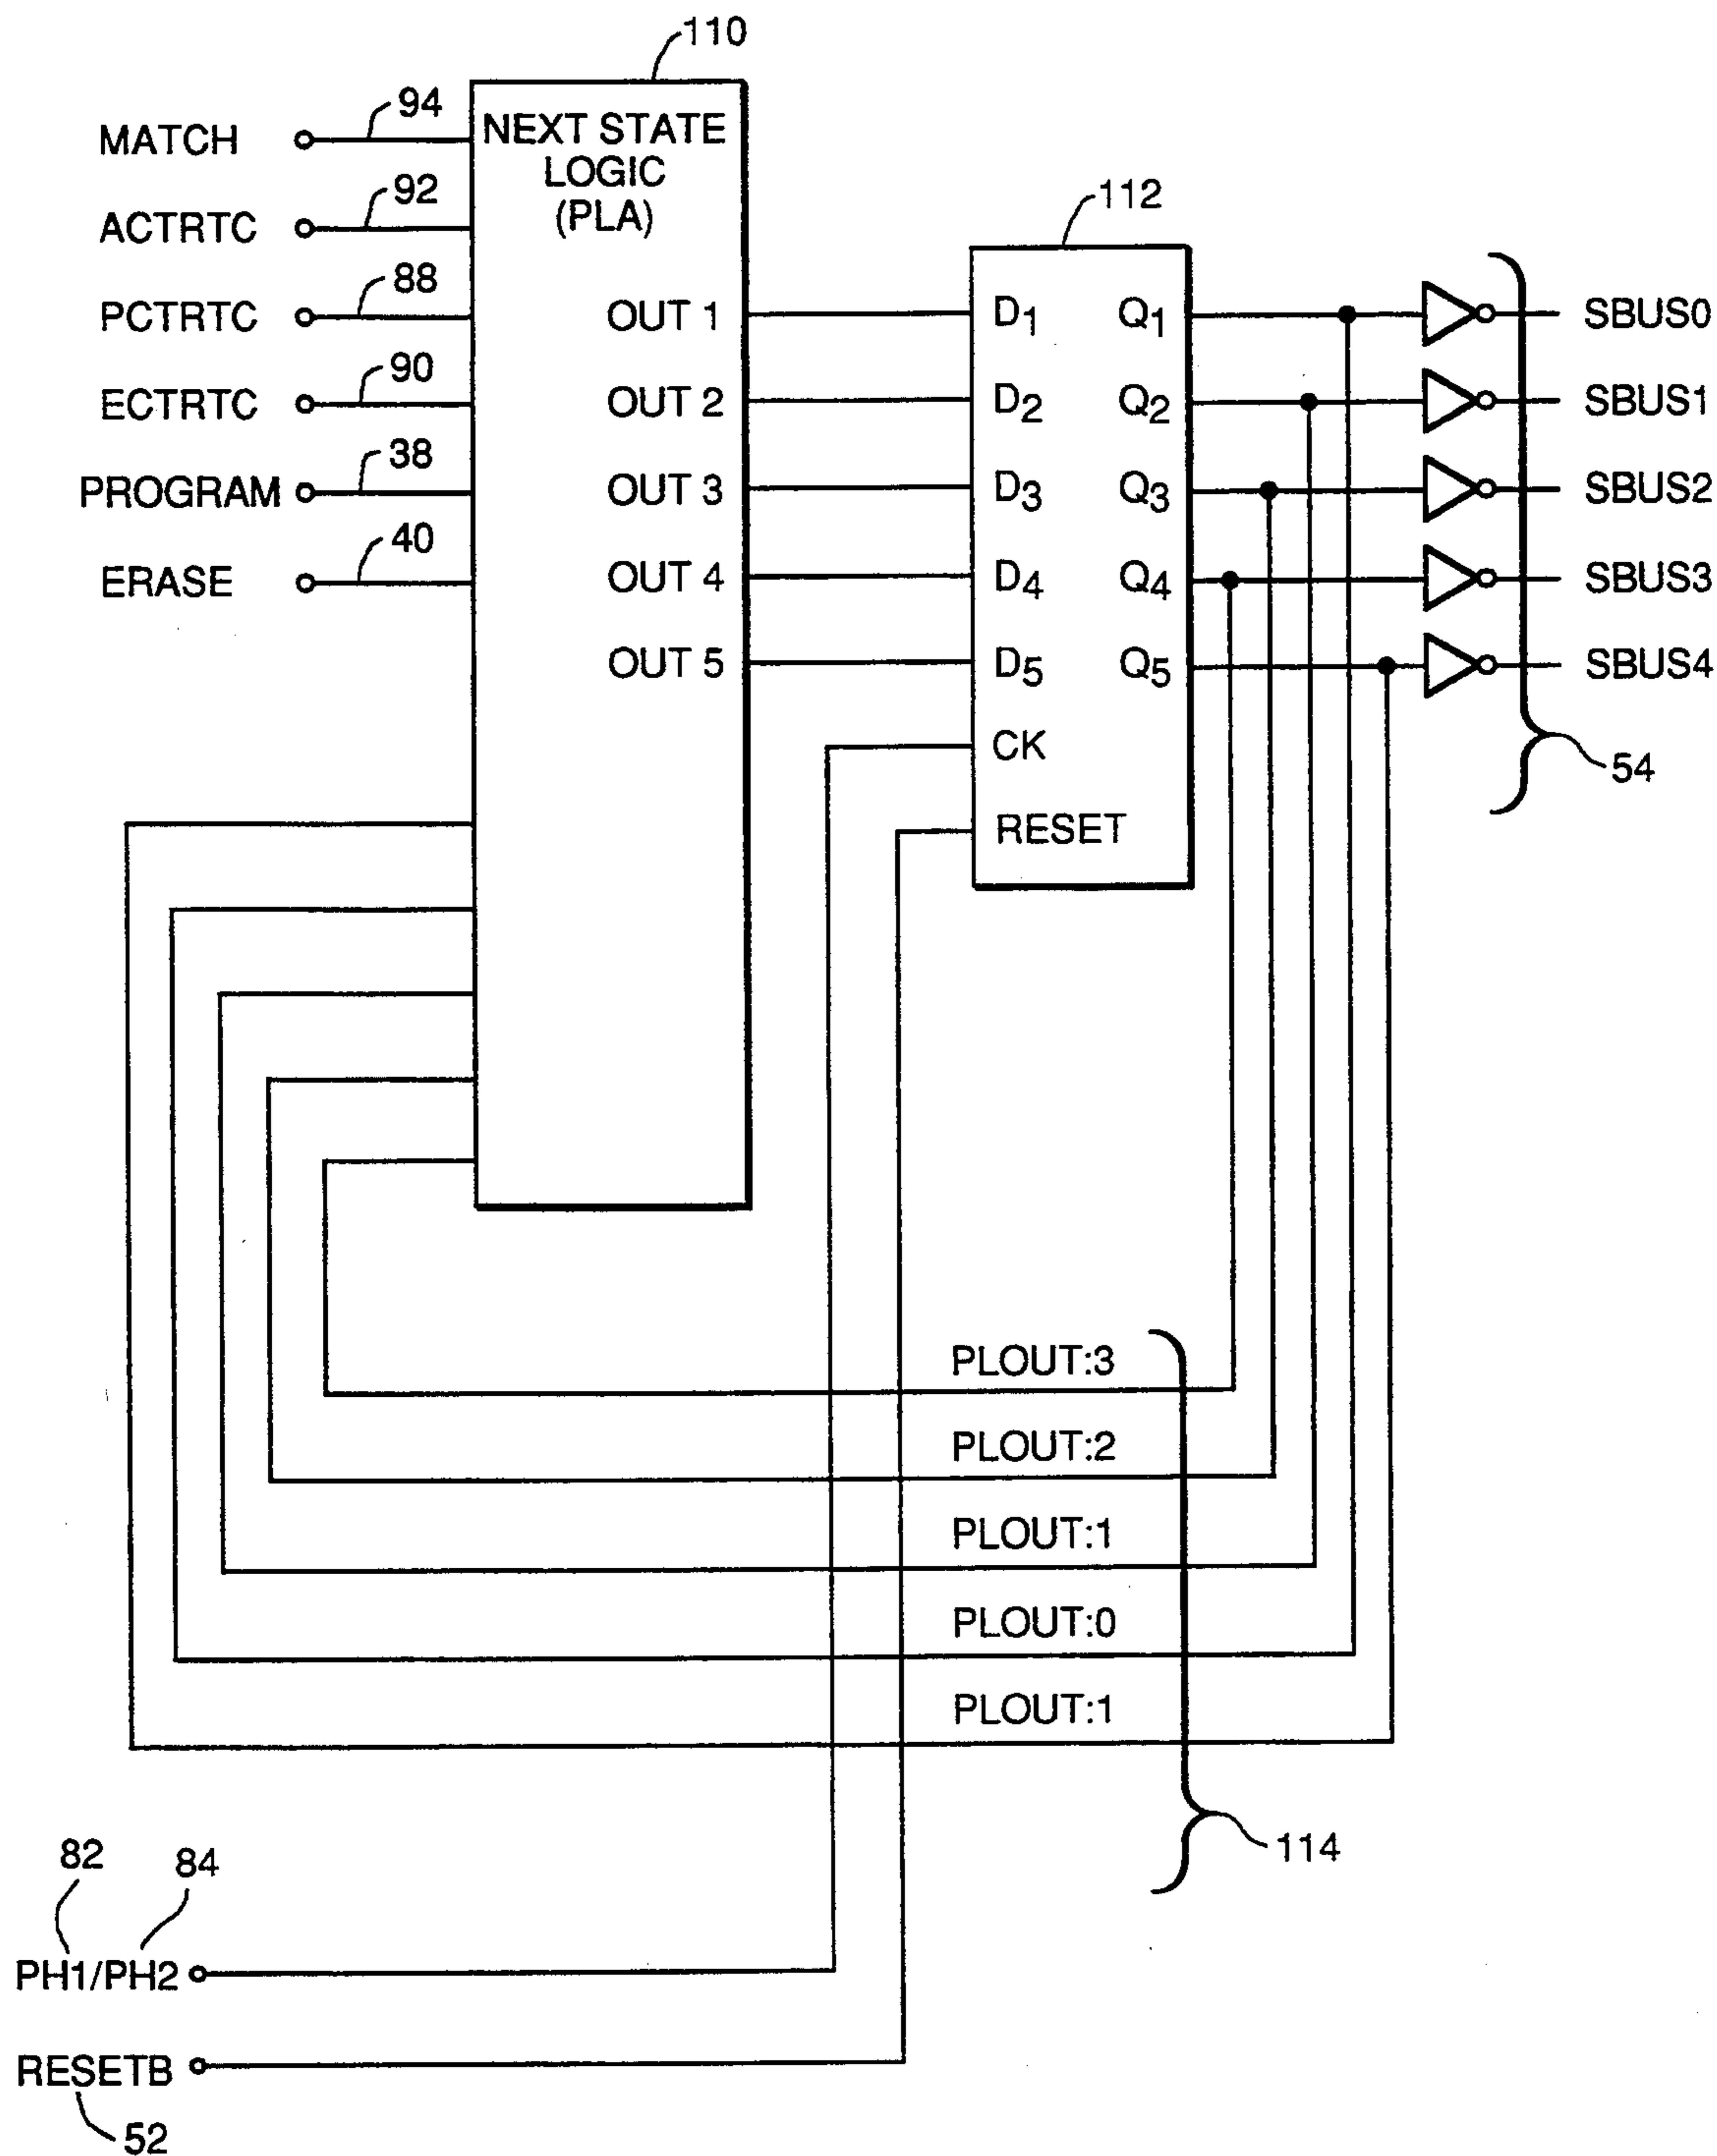 110
MATCH
94
NEXT STATE
LOGIC
(PLA)
ACTRTC
92
112
PCTRTC
88
OUT 1
D1
Q1
SBUS0
ECTRTC
90
OUT 2
D2
Q2
SBUS1
PROGRAM
38
OUT 3
D3
Q3
SBUS2
ERASE
40
OUT 4
D4
Q4
SBUS3
OUT 5
D5
Q5
SBUS4
CK
54
RESET
PLOUT:3
PLOUT:2
PLOUT:1
PLOUT:0
PLOUT:1
114
82
84
PH1/PH2
RESETB
52